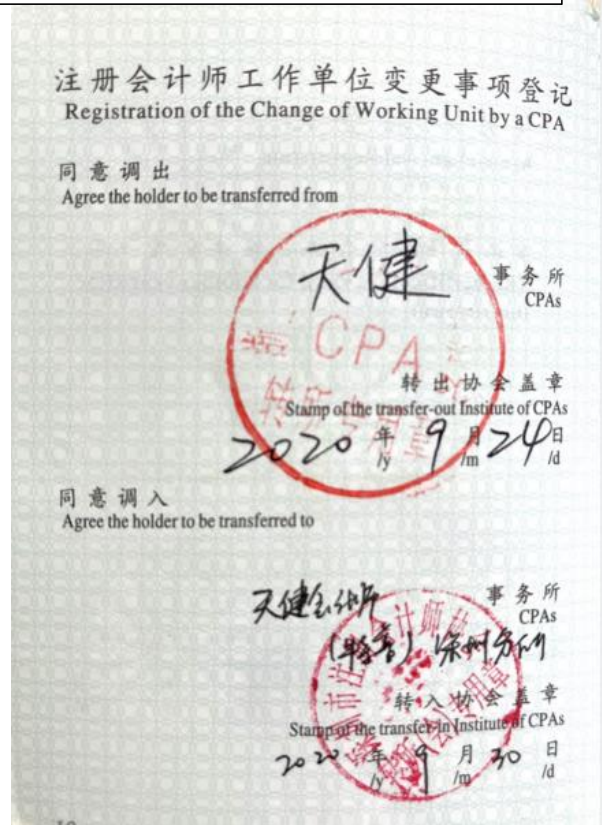 注册会计师工作单位变更事项登记
Registration of the Change of Working Unit by a CPA
同意调出
Agree the holder to be transferred from
天健 事务所
CPAs
CPA
转出协会盖章
Stamp of the transfer-out Institute of CPAs
2020 年 9 月 24 日
/y /m /d
同意调入
Agree the holder to be transferred to
天健会计师 事务所
CPAs
(特普) 深圳分所
转入协会盖章
Stamp of the transfer-in Institute of CPAs
2020 年 9 月 30 日
/y /m /d